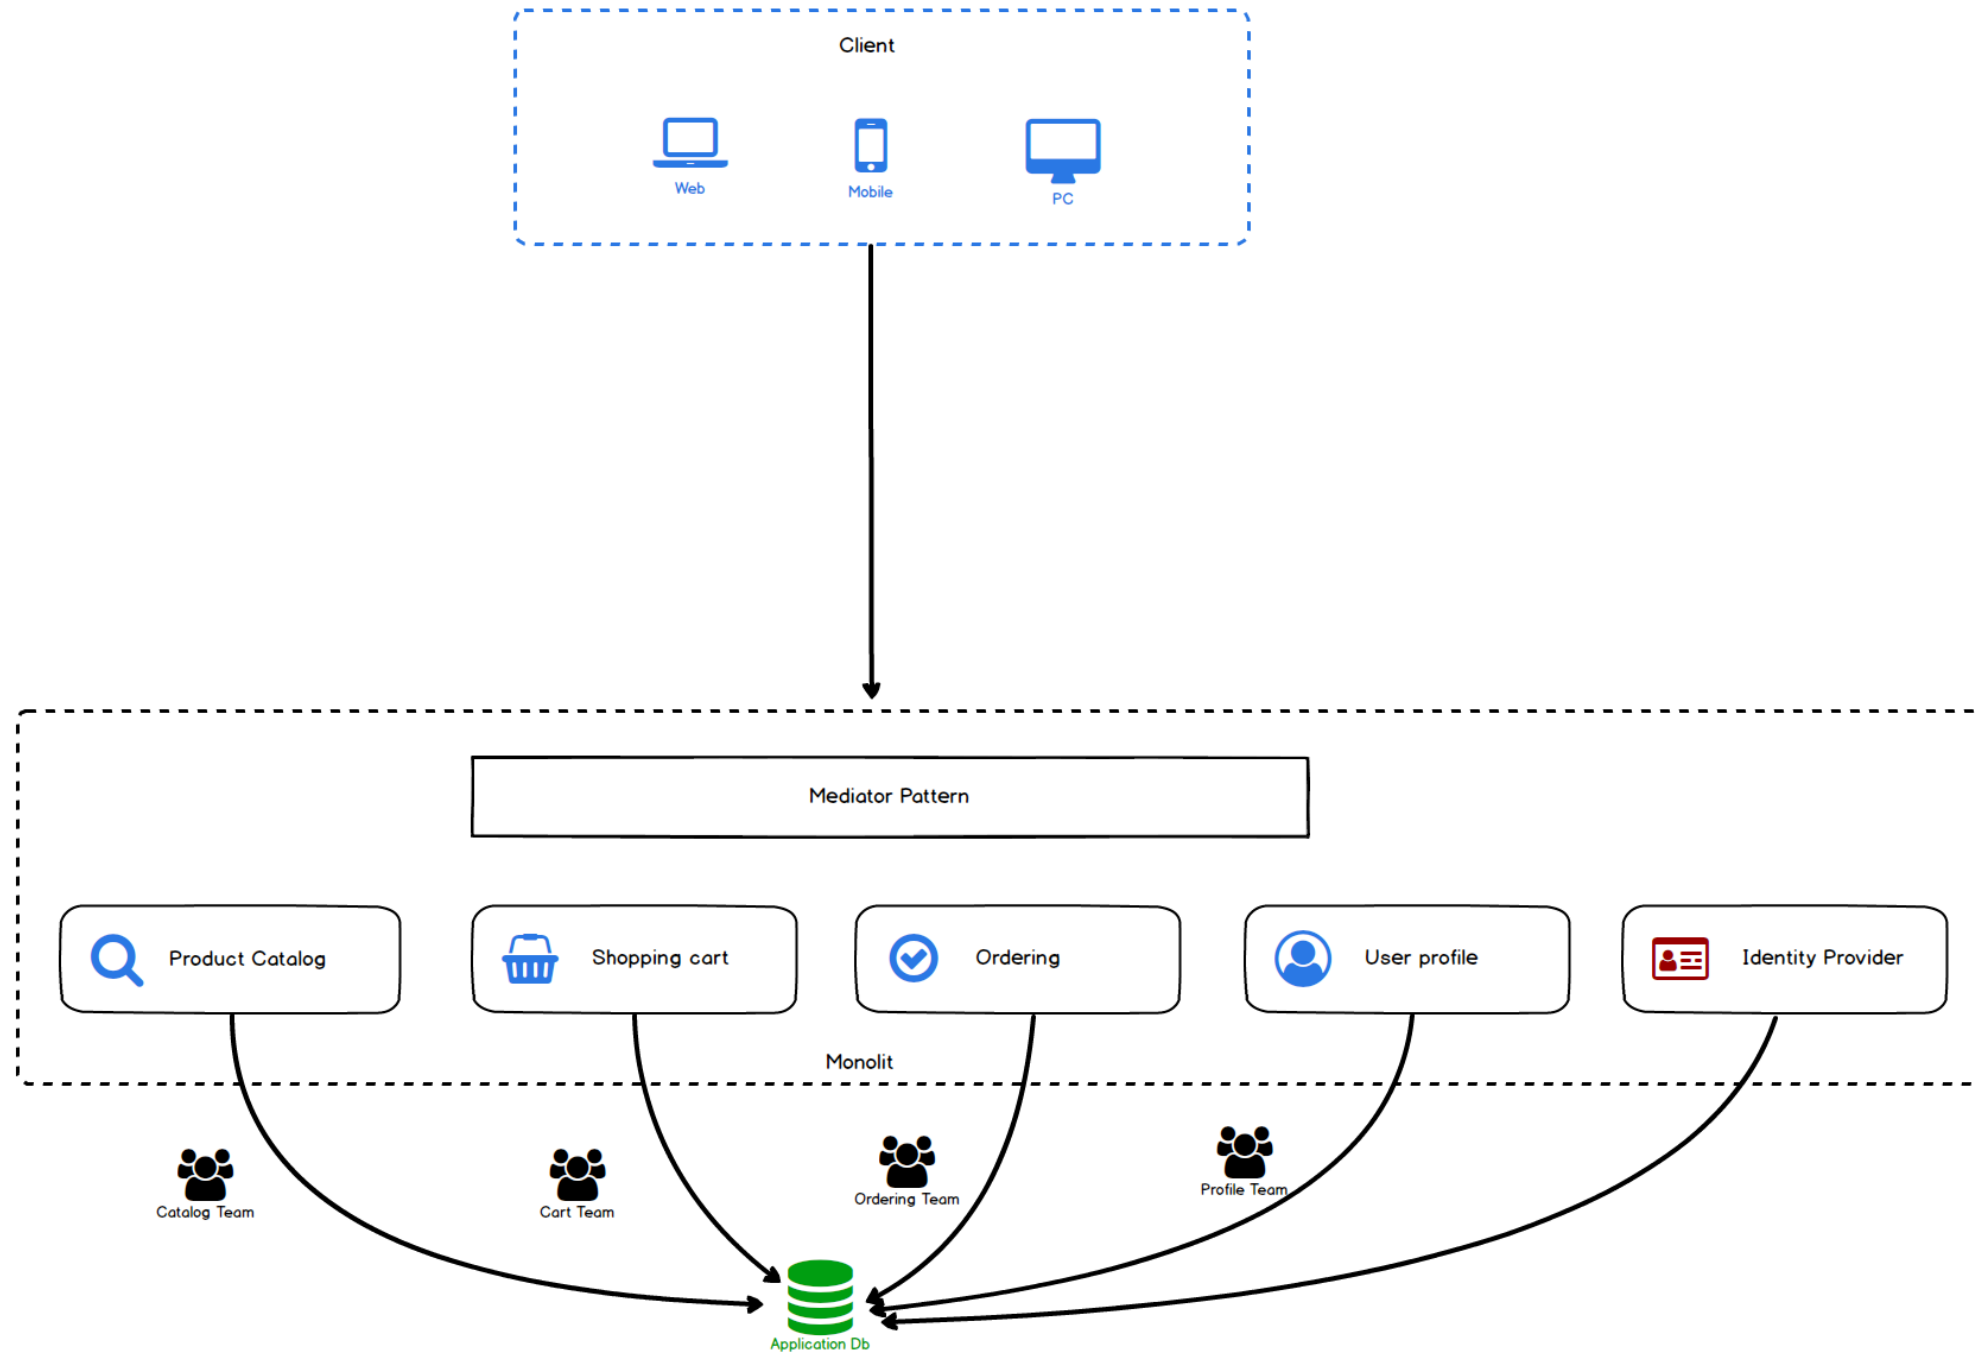 Client
Web
Mobile
PC
Mediator Pattern
Product Catalog
Shopping cart
Ordering
User profile
Identity Provider
Monolit
Catalog Team
Cart Team
Ordering Team
Profile Team
Application Db